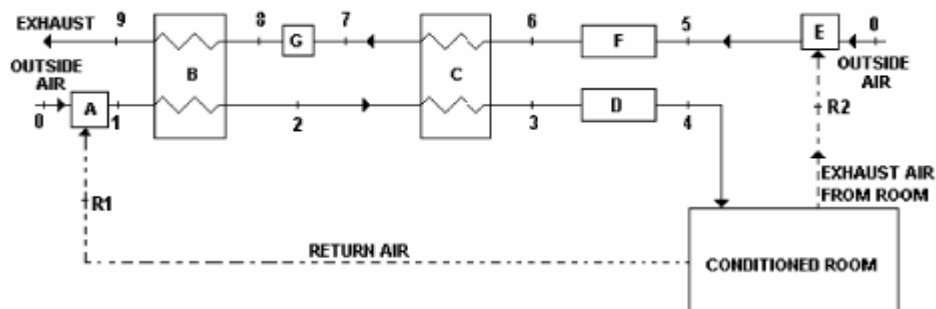 EXHAUST 9 8 7 6 5 0
G F E
OUTSIDE AIR B C OUTSIDE AIR
A D
0 1 2 3 4 R2
R1 EXHAUST AIR FROM ROOM
RETURN AIR CONDITIONED ROOM